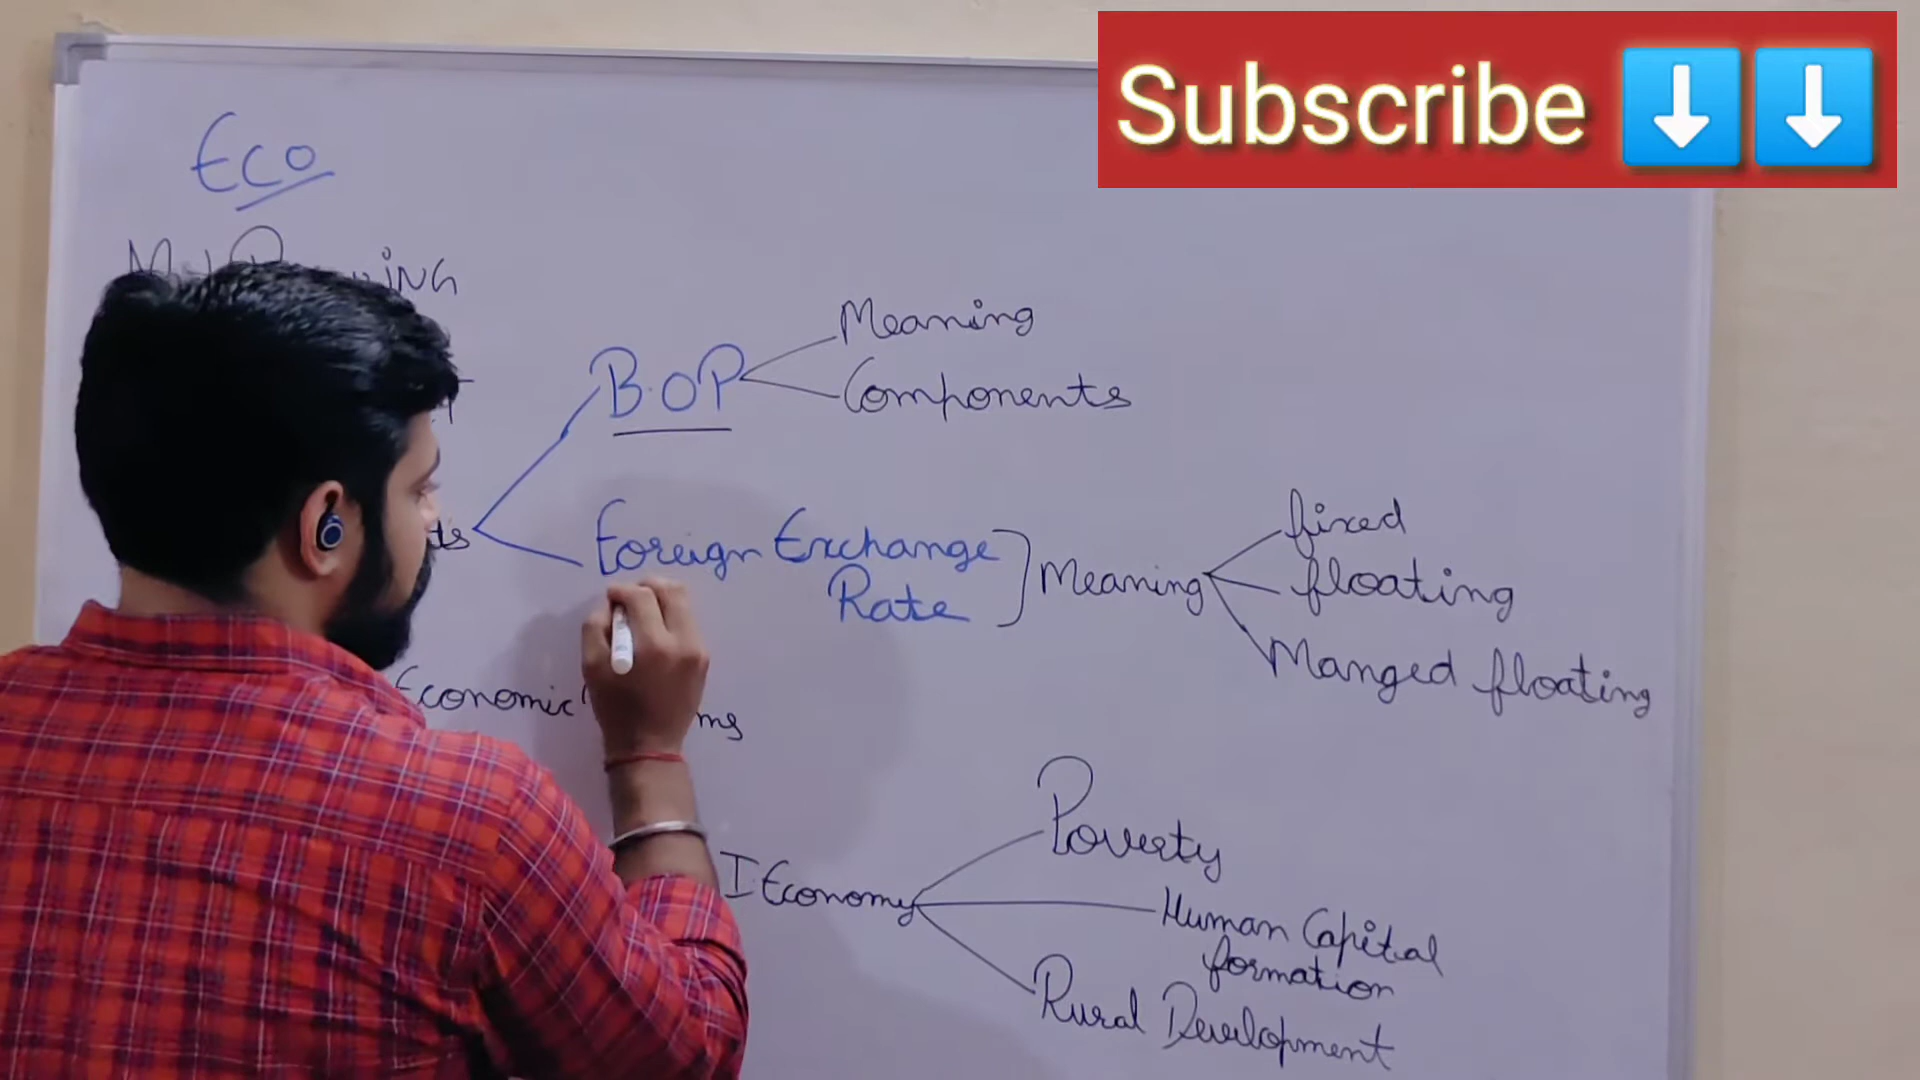 Subscribe ⬇️⬇️
Eco
B.O.P
Meaning
Components
Foreign Exchange
Rate
Meaning
fixed
floating
Manged floating
Economic
I Economy
Poverty
Human Capital
formation
Rural Development